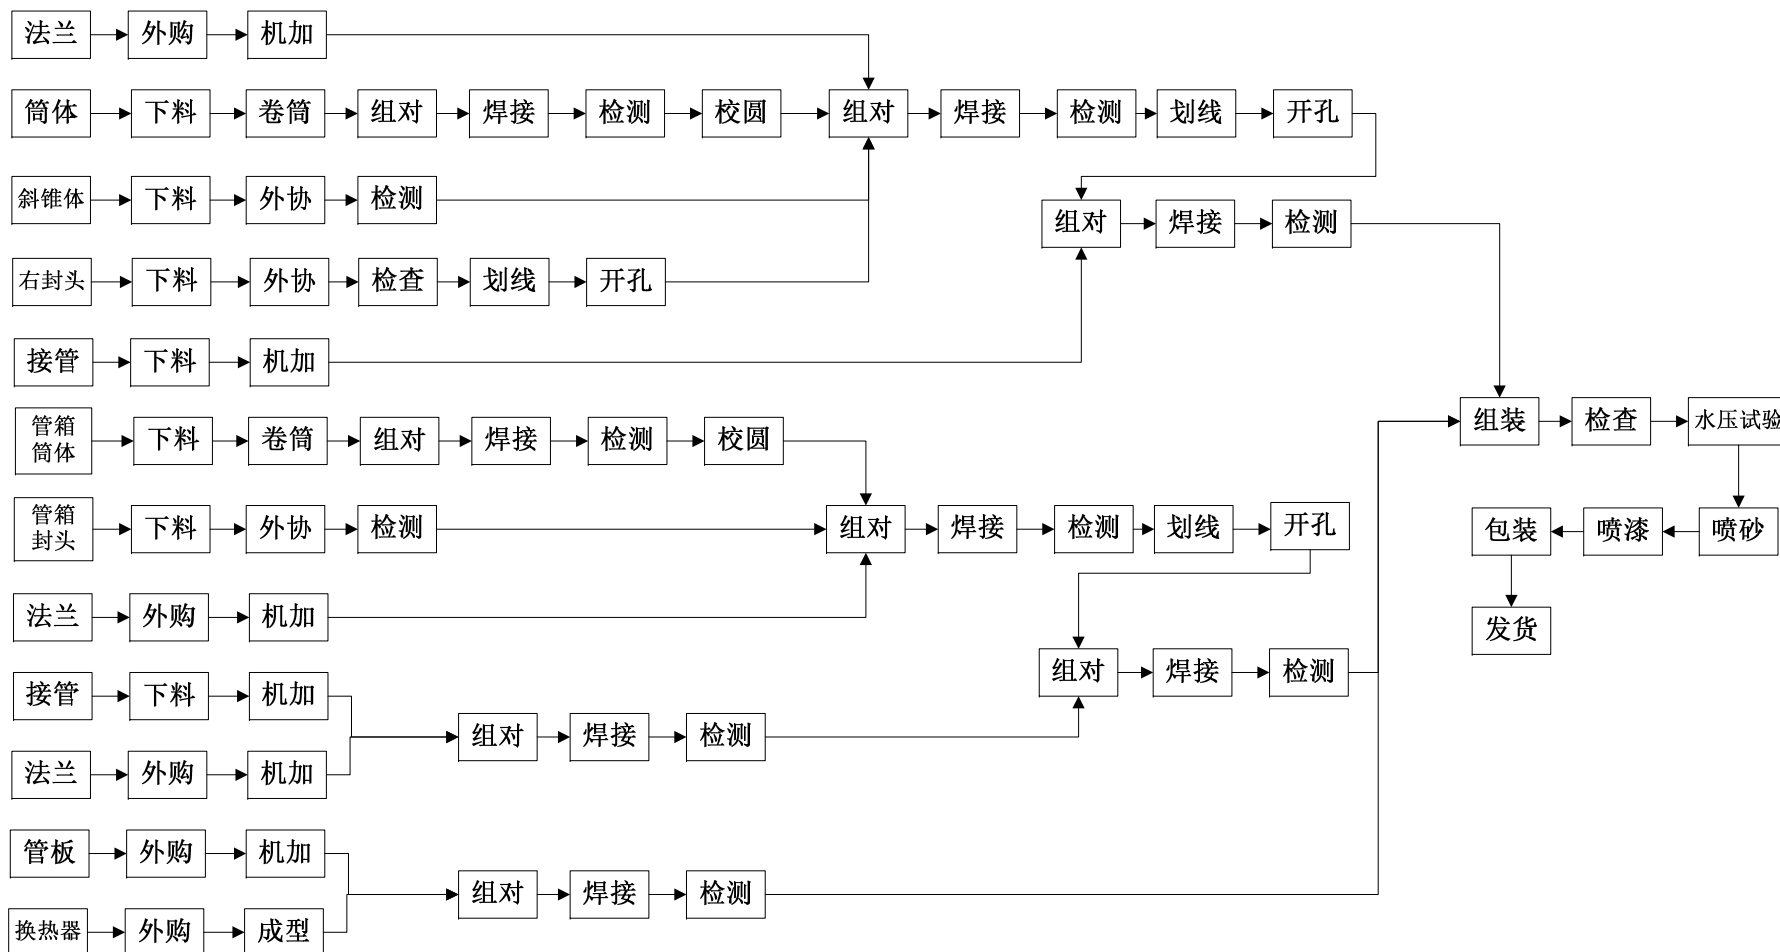 法兰
外购
机加
筒体
下料
卷筒
组对
焊接
检测
校圆
组对
焊接
检测
划线
开孔
斜锥体
下料
外协
检测
组对
焊接
检测
右封头
下料
外协
检查
划线
开孔
接管
下料
机加
管箱
筒体
下料
卷筒
组对
焊接
检测
校圆
组装
检查
水压试验
管箱
封头
下料
外协
检测
组对
焊接
检测
划线
开孔
包装
喷漆
喷砂
法兰
外购
机加
发货
接管
下料
机加
组对
焊接
检测
组对
焊接
检测
法兰
外购
机加
管板
外购
机加
组对
焊接
检测
换热器
外购
成型